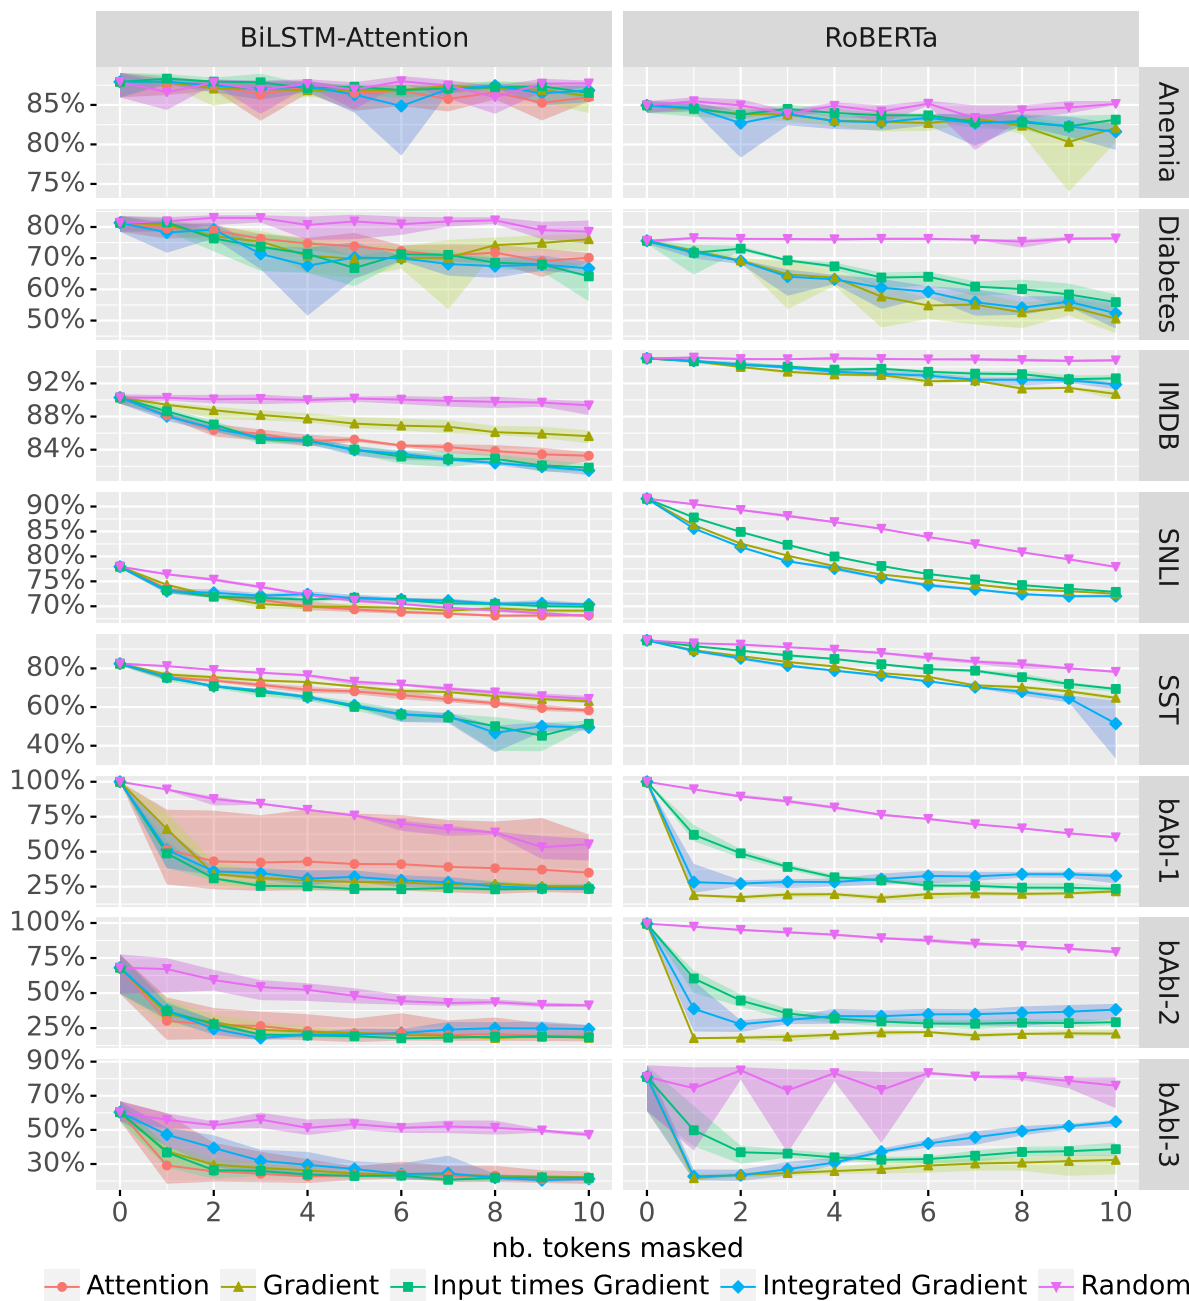 BiLSTM-Attention RoBERTa
85%
80%
75%
Anemia
80%
70%
60%
50%
Diabetes
92%
88%
84%
IMDB
90%
85%
80%
75%
70%
SNLI
80%
60%
40%
SST
100%
75%
50%
25%
bAbI-1
100%
75%
50%
25%
bAbI-2
90%
70%
50%
30%
bAbI-3
0 2 4 6 8 10 0 2 4 6 8 10
nb. tokens masked
Attention Gradient Input times Gradient Integrated Gradient Random